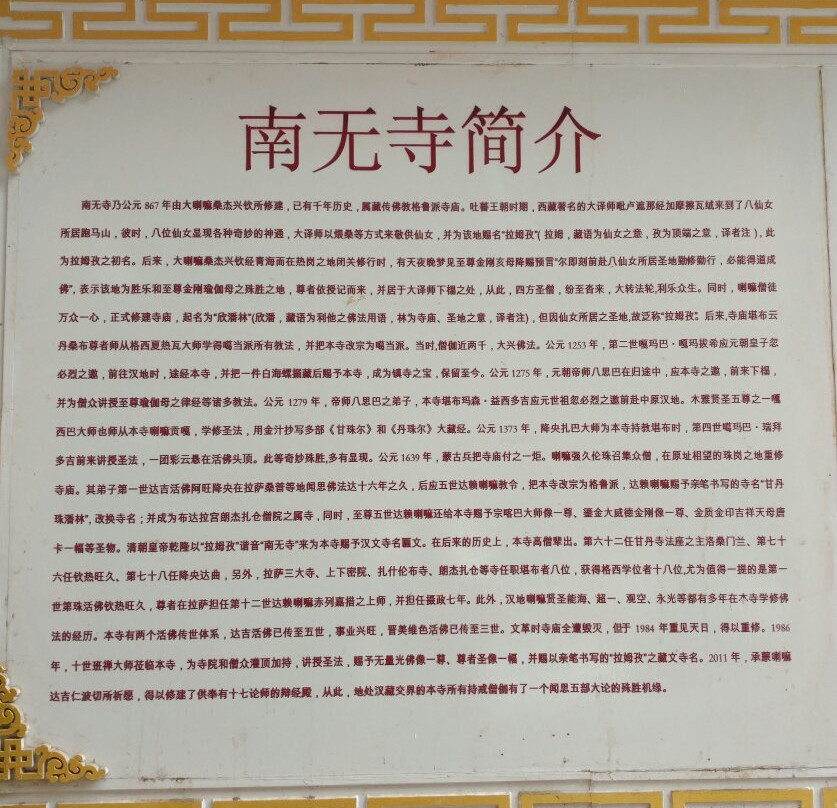 南无寺简介
南无寺乃公元 867 年由大喇嘛桑杰兴钦所修建，已有千年历史，属藏传佛教格鲁派寺庙。吐蕃王朝时期，西藏著名的大译师毗卢遮那经加摩擦瓦绒来到了八仙女
所居跑马山，彼时，八位仙女显现各种奇妙的神通，大译师以煨桑等方式来敬供仙女，并为该地赐名“拉姆孜”( 拉姆，藏语为仙女之意，孜为顶端之意，译者注 )，此
为拉姆孜之初名。后来，大喇嘛桑杰兴钦经青海而在热岗之地闭关修行时，有天夜晚梦见至尊金刚亥母降赐预言“尔即刻前赴八仙女所居圣地勤修勤行，必能得道成
佛”，表示该地为胜乐和至尊金刚瑜伽母之殊胜之地，尊者依授记而来，并居于大译师下榻之处，从此，四方圣僧，纷至沓来，大转法轮,利乐众生。同时，喇嘛僧徒
万众一心，正式修建寺庙，起名为“欣潘林”(欣潘，藏语为利他之佛法用语，林为寺庙、圣地之意，译者注)，但因仙女所居之圣地,故泛称“拉姆孜”。后来,寺庙堪布云
丹桑布尊者师从格西夏热瓦大师学得噶当派所有教法，并把本寺改宗为噶当派。当时,僧伽近两千，大兴佛法。公元 1253 年，第二世噶玛巴·嘎玛拔希应元朝皇子忽
必烈之邀，前往汉地时，途经本寺，并把一件白海螺掘藏后赐予本寺，成为镇寺之宝，保留至今。公元 1275 年，元朝帝师八思巴在归途中，应本寺之邀，前来下榻，
并为僧众讲授至尊瑜伽母之律经等诸多教法。公元 1279 年，帝师八思巴之弟子，本寺堪布玛森·益西多吉应元世祖忽必烈之邀前赴中原汉地。木雅贤圣五尊之一嘎
西巴大师也师从本寺喇嘛贡嘎，学修圣法，用金汁抄写多部《甘珠尔》和《丹珠尔》大藏经。公元 1373 年，降央扎巴大师为本寺持教堪布时，第四世噶玛巴·瑞拜
多吉前来讲授圣法，一团彩云悬在活佛头顶。此等奇妙殊胜,多有显现。公元 1639 年，蒙古兵把寺庙付之一炬。喇嘛强久伦珠召集众僧，在原址相望的珠岗之地重修
寺庙。其弟子第一世达吉活佛阿旺降央在拉萨桑普等地闻思佛法达十六年之久，后应五世达赖喇嘛教令，把本寺改宗为格鲁派，达赖喇嘛赐予亲笔书写的寺名“甘丹
珠潘林”，改换寺名；并成为布达拉宫朗杰扎仓僧院之属寺，同时，至尊五世达赖喇嘛还给本寺赐予宗喀巴大师像一尊、鎏金大威德金刚像一尊、金质金印吉祥天母唐
卡一幅等圣物。清朝皇帝乾隆以“拉姆孜”谐音“南无寺”来为本寺赐予汉文寺名匾文。在后来的历史上，本寺高僧辈出。第六十二任甘丹寺法座之主洛桑门兰、第七十
六任钦热旺久、第七十八任降央达曲，另外，拉萨三大寺、上下密院、扎什伦布寺、朗杰扎仓等寺任职堪布者八位，获得格西学位者十八位,尤为值得一提的是第一
世第珠活佛钦热旺久，尊者在拉萨担任第十二世达赖喇嘛赤列嘉措之上师，并担任摄政七年。此外，汉地喇嘛贤圣能海、超一、观空、永光等都有多年在本寺学修佛
法的经历。本寺有两个活佛传世体系，达吉活佛已传至五世，事业兴旺，晋美维色活佛已传至三世。文革时寺庙全遭毁灭，但于 1984 年重见天日，得以重修。1986
年，十世班禅大师莅临本寺，为寺院和僧众灌顶加持，讲授圣法，赐予无量光佛像一尊、尊者圣像一幅，并赐以亲笔书写的“拉姆孜”之藏文寺名。2011 年，承蒙喇嘛
达吉仁波切所祈愿，得以修建了供奉有十七论师的辩经殿，从此，地处汉藏交界的本寺所有持戒僧伽有了一个闻思五部大论的殊胜机缘。